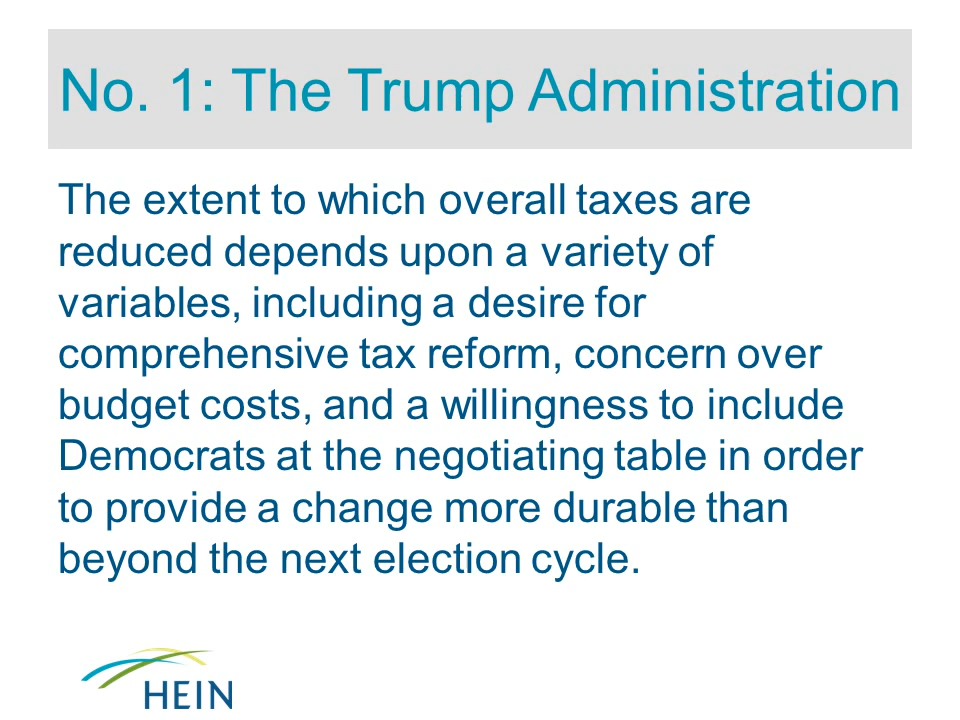 No. 1: The Trump Administration
The extent to which overall taxes are
reduced depends upon a variety of
variables, including a desire for
comprehensive tax reform, concern over
budget costs, and a willingness to include
Democrats at the negotiating table in order
to provide a change more durable than
beyond the next election cycle.
HEIN